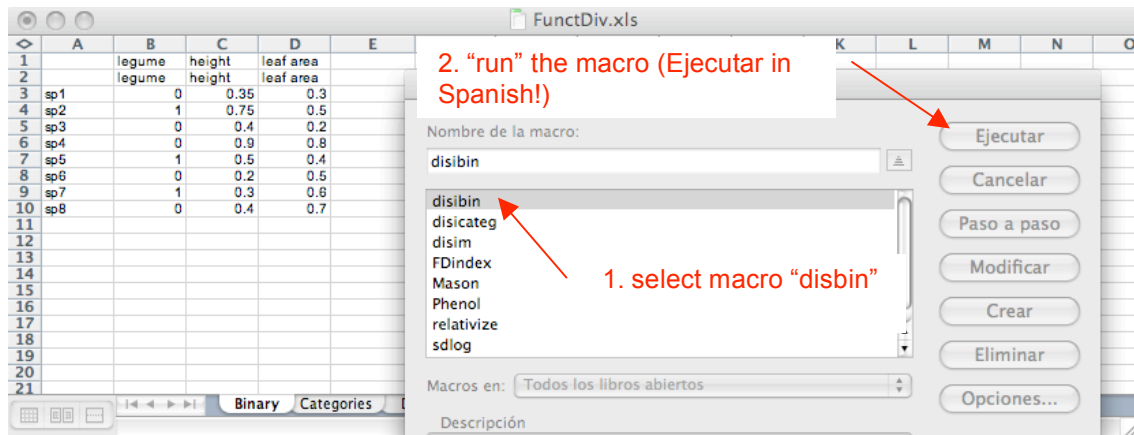 FunctDiv.xls
A B C D E K L M N O
1 legume height leaf area
2 legume height leaf area
3 sp1 0 0.35 0.3
4 sp2 1 0.75 0.5
5 sp3 0 0.4 0.2
6 sp4 0 0.9 0.8
7 sp5 1 0.5 0.4
8 sp6 0 0.2 0.5
9 sp7 1 0.3 0.6
10 sp8 0 0.4 0.7
11
12
13
14
15
16
17
18
19
20
21
Binary Categories
2. “run” the macro (Ejecutar in
Spanish!)
Nombre de la macro:
disibin
disibin
disicateg
disim
FDindex
Mason
Phenol
relativize
sdlog
1. select macro “disbin”
Macros en: Todos los libros abiertos
Descripción
Ejecutar
Cancelar
Paso a paso
Modificar
Crear
Eliminar
Opciones...